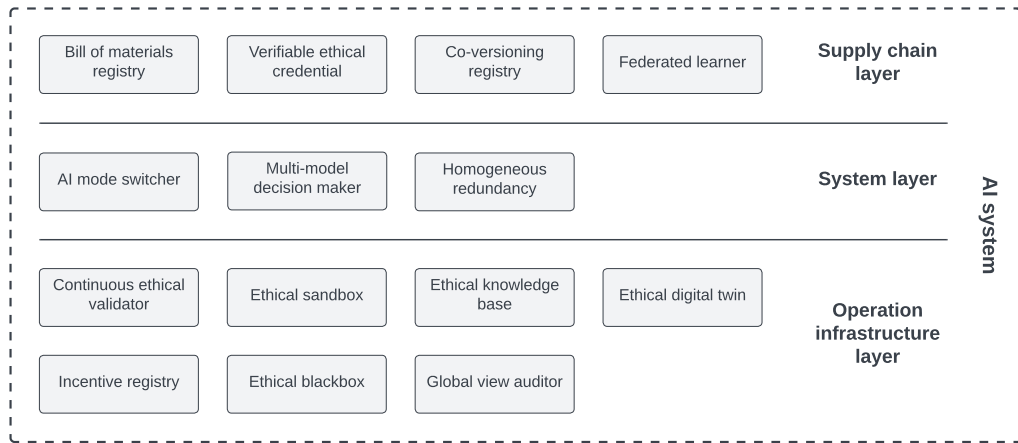 Bill of materials
registry
Verifiable ethical
credential
Co-versioning
registry
Federated learner
Supply chain
layer
AI mode switcher
Multi-model
decision maker
Homogeneous
redundancy
System layer
AI system
Continuous ethical
validator
Ethical sandbox
Ethical knowledge
base
Ethical digital twin
Operation
infrastructure
layer
Incentive registry
Ethical blackbox
Global view auditor